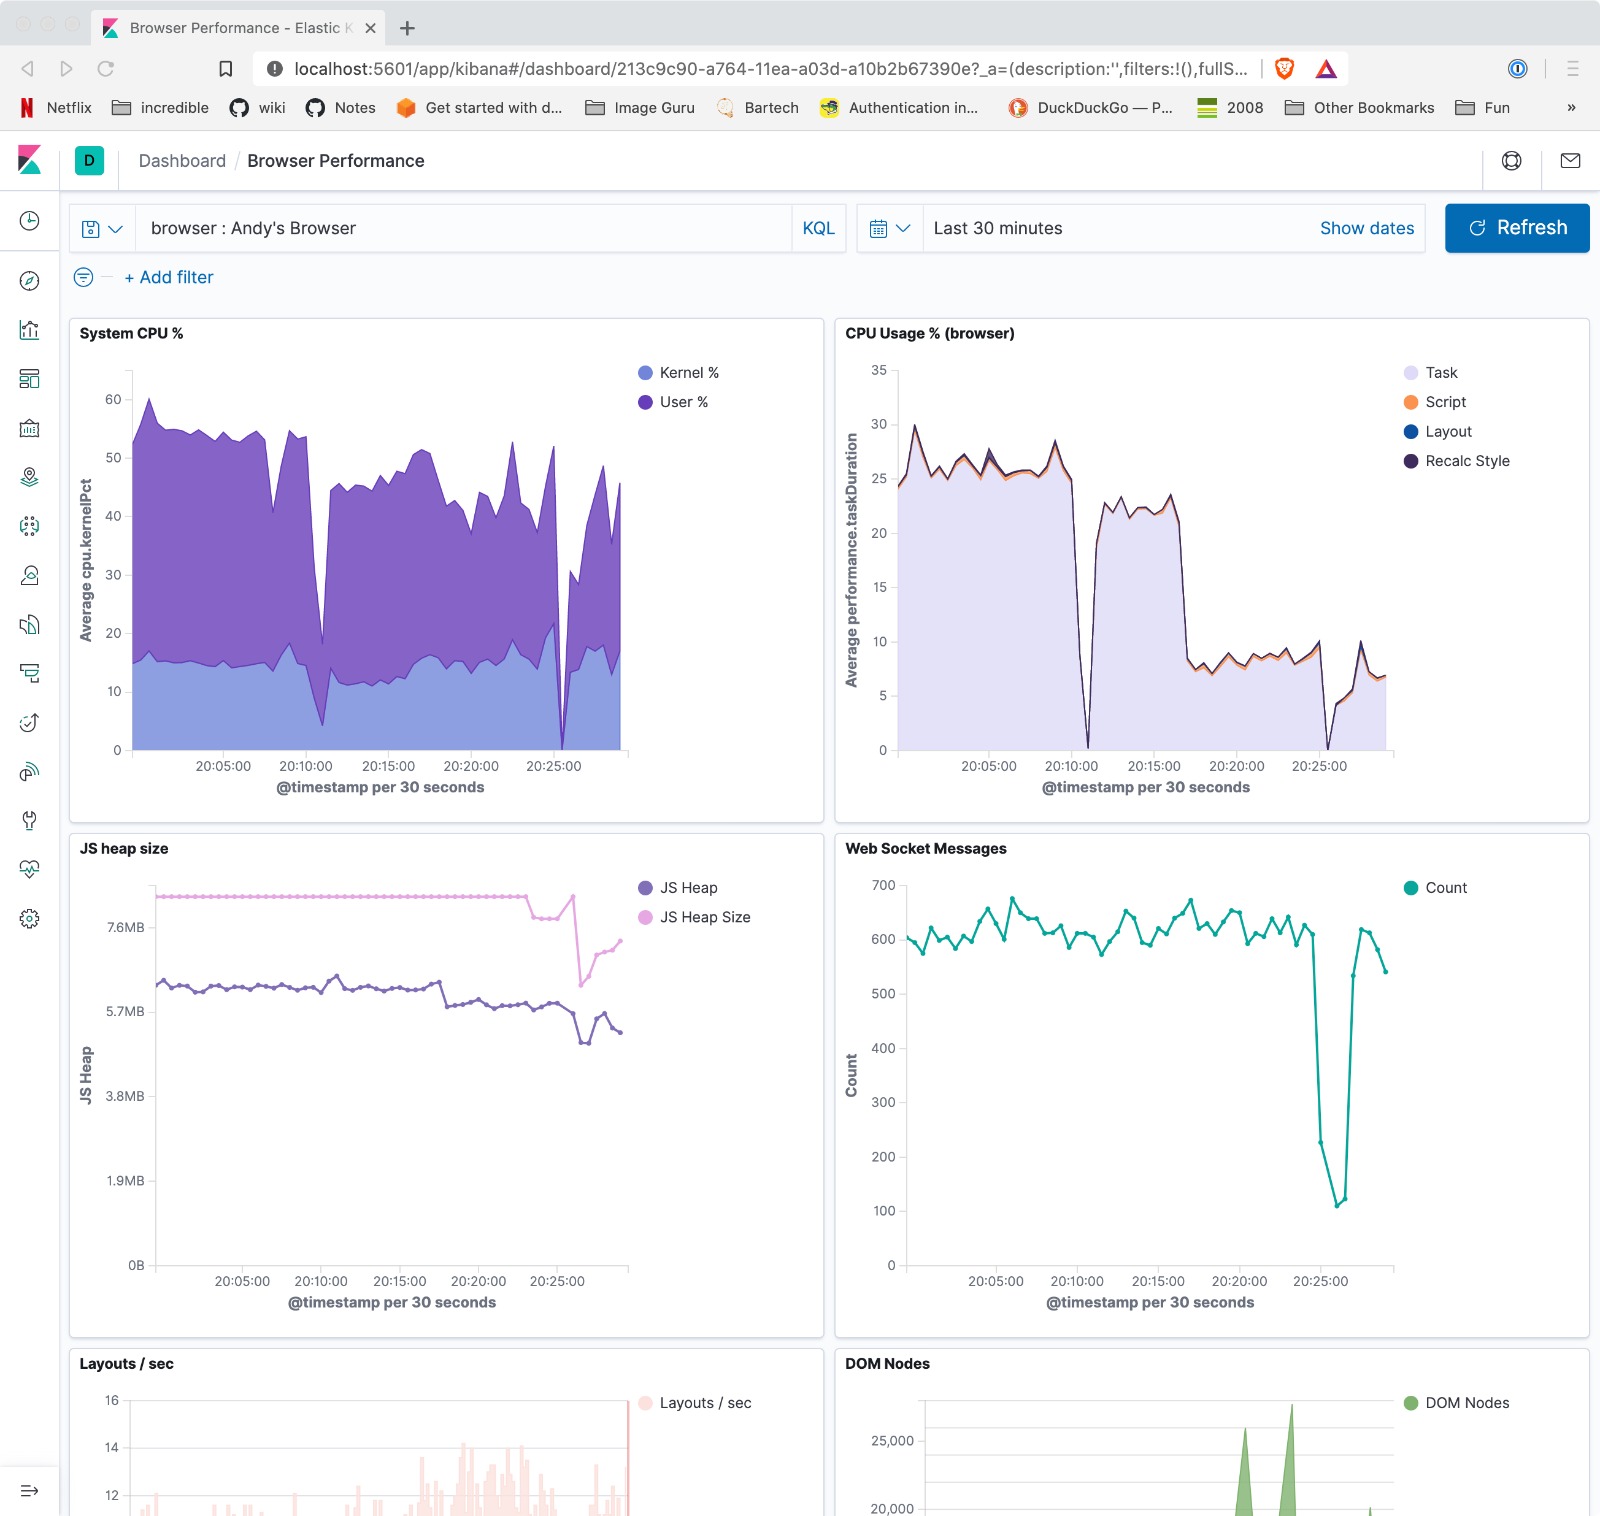 Browser Performance - Elastic K
localhost:5601/app/kibana#/dashboard/213c9c90-a764-11ea-a03d-a10b2b67390e?_a=(description:'',filters:!(),fullS...
Netflix incredible wiki Notes Get started with d... Image Guru Bartech Authentication in... DuckDuckGo — P... 2008 Other Bookmarks Fun »
D Dashboard / Browser Performance
browser : Andy's Browser KQL Last 30 minutes Show dates Refresh
+ Add filter
System CPU %
Kernel %
User %
Average cpu.kernelPct
60
50
40
30
20
10
0
20:05:00 20:10:00 20:15:00 20:20:00 20:25:00
@timestamp per 30 seconds
CPU Usage % (browser)
Task
Script
Layout
Recalc Style
Average performance.taskDuration
35
30
25
20
15
10
5
0
20:05:00 20:10:00 20:15:00 20:20:00 20:25:00
@timestamp per 30 seconds
JS heap size
JS Heap
JS Heap Size
JS Heap
7.6MB
5.7MB
3.8MB
1.9MB
0B
20:05:00 20:10:00 20:15:00 20:20:00 20:25:00
@timestamp per 30 seconds
Web Socket Messages
Count
Count
700
600
500
400
300
200
100
0
20:05:00 20:10:00 20:15:00 20:20:00 20:25:00
@timestamp per 30 seconds
Layouts / sec
Layouts / sec
16
14
12
DOM Nodes
DOM Nodes
25,000
20,000